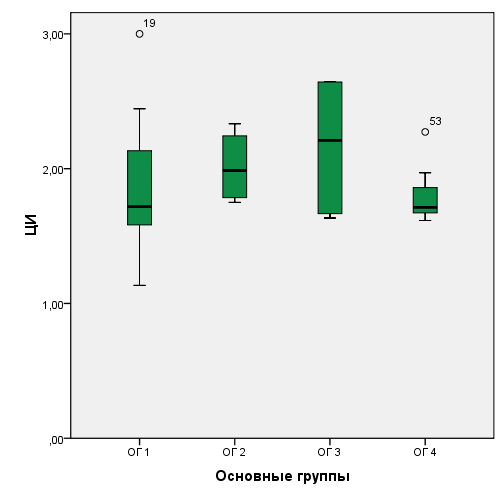 19
3,00
53
2,00
1,00
,00
ЦИ
ОГ 1 ОГ 2 ОГ 3 ОГ 4
Основные группы